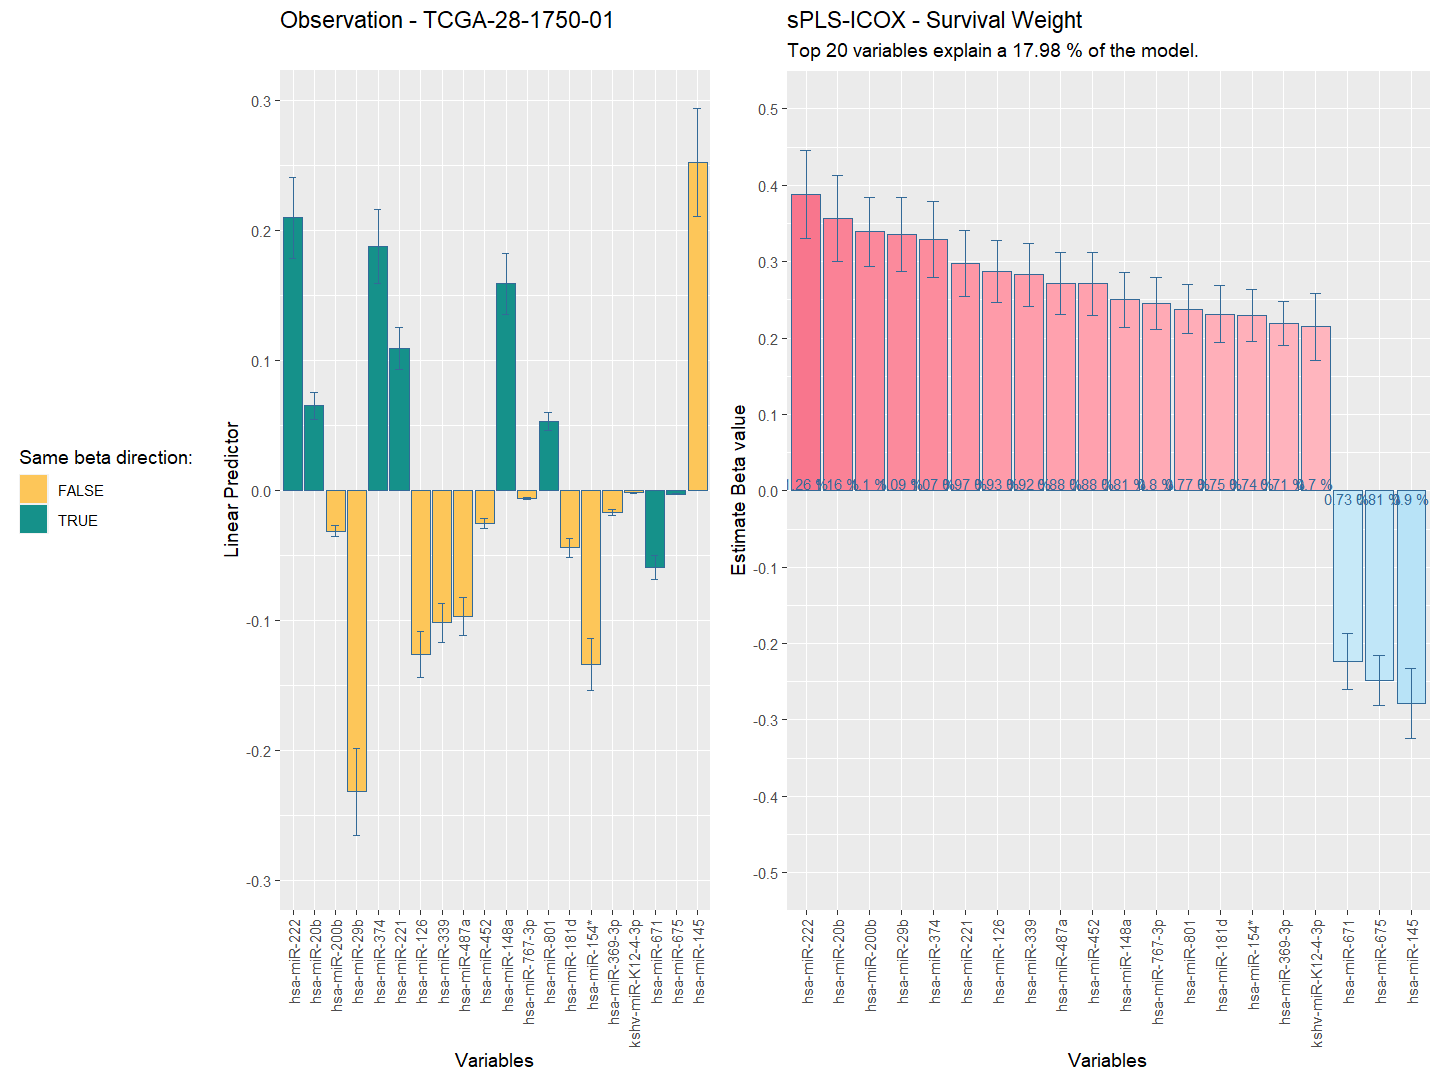 Observation - TCGA-28-1750-01
0.3
0.2
0.1
0.0
-0.1
-0.2
-0.3
Linear Predictor
hsa-miR-222
hsa-miR-20b
hsa-miR-200b
hsa-miR-29b
hsa-miR-374
hsa-miR-221
hsa-miR-126
hsa-miR-339
hsa-miR-487a
hsa-miR-452
hsa-miR-148a
hsa-miR-767-3p
hsa-miR-801
hsa-miR-181d
hsa-miR-154*
hsa-miR-369-3p
kshv-miR-K12-4-3p
hsa-miR-671
hsa-miR-675
hsa-miR-145
Variables
Same beta direction:
FALSE
TRUE
sPLS-ICOX - Survival Weight
Top 20 variables explain a 17.98 % of the model.
0.5
0.4
0.3
0.2
0.1
0.0
-0.1
-0.2
-0.3
-0.4
-0.5
Estimate Beta value
0.73 %
hsa-miR-222
hsa-miR-20b
hsa-miR-200b
hsa-miR-29b
hsa-miR-374
hsa-miR-221
hsa-miR-126
hsa-miR-339
hsa-miR-487a
hsa-miR-452
hsa-miR-148a
hsa-miR-767-3p
hsa-miR-801
hsa-miR-181d
hsa-miR-154*
hsa-miR-369-3p
kshv-miR-K12-4-3p
hsa-miR-671
hsa-miR-675
hsa-miR-145
Variables